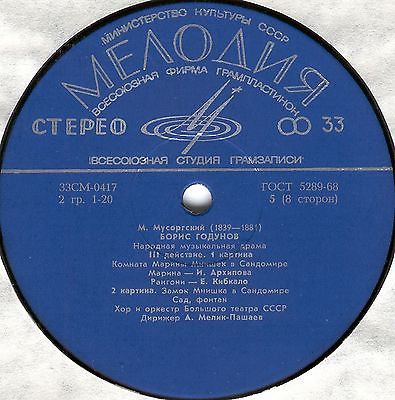 МИНИСТЕРСТВО КУЛЬТУРЫ СССР
МЕЛОДИЯ
ВСЕСОЮЗНАЯ ФИРМА ГРАМПЛАСТИНОК
СТЕРЕО 33
ВСЕСОЮЗНАЯ СТУДИЯ ГРАМЗАПИСИ
33СМ-0417 ГОСТ 5289-68
2 гр. 1-20 5 (8 сторон)
М. Мусоргский (1839—1881)
БОРИС ГОДУНОВ
Народная музыкальная драма
III действие. 1 картина
Комната Марины Мнишек в Сандомире
Марина — И. Архипова
Рангони — Е. Кибкало
2 картина. Замок Мнишка в Сандомире
Сад, фонтан
Хор и оркестр Большого театра СССР
Дирижер А. Мелик-Пашаев